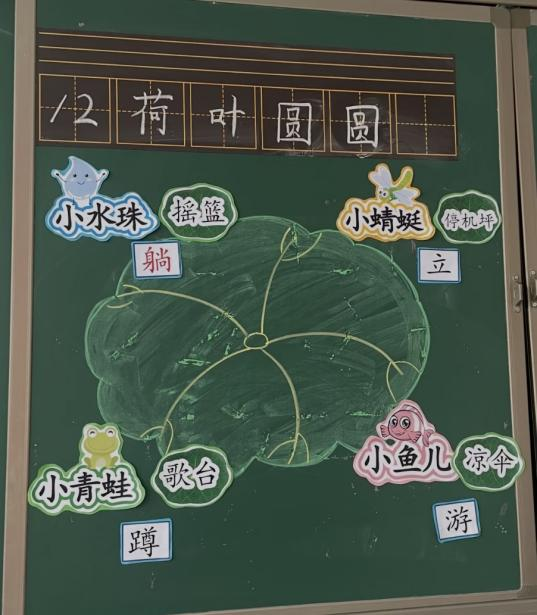 12 荷叶圆圆
小水珠 摇篮
小蜻蜓 停机坪
躺
立
小青蛙 歌台
小鱼儿 凉伞
蹲
游